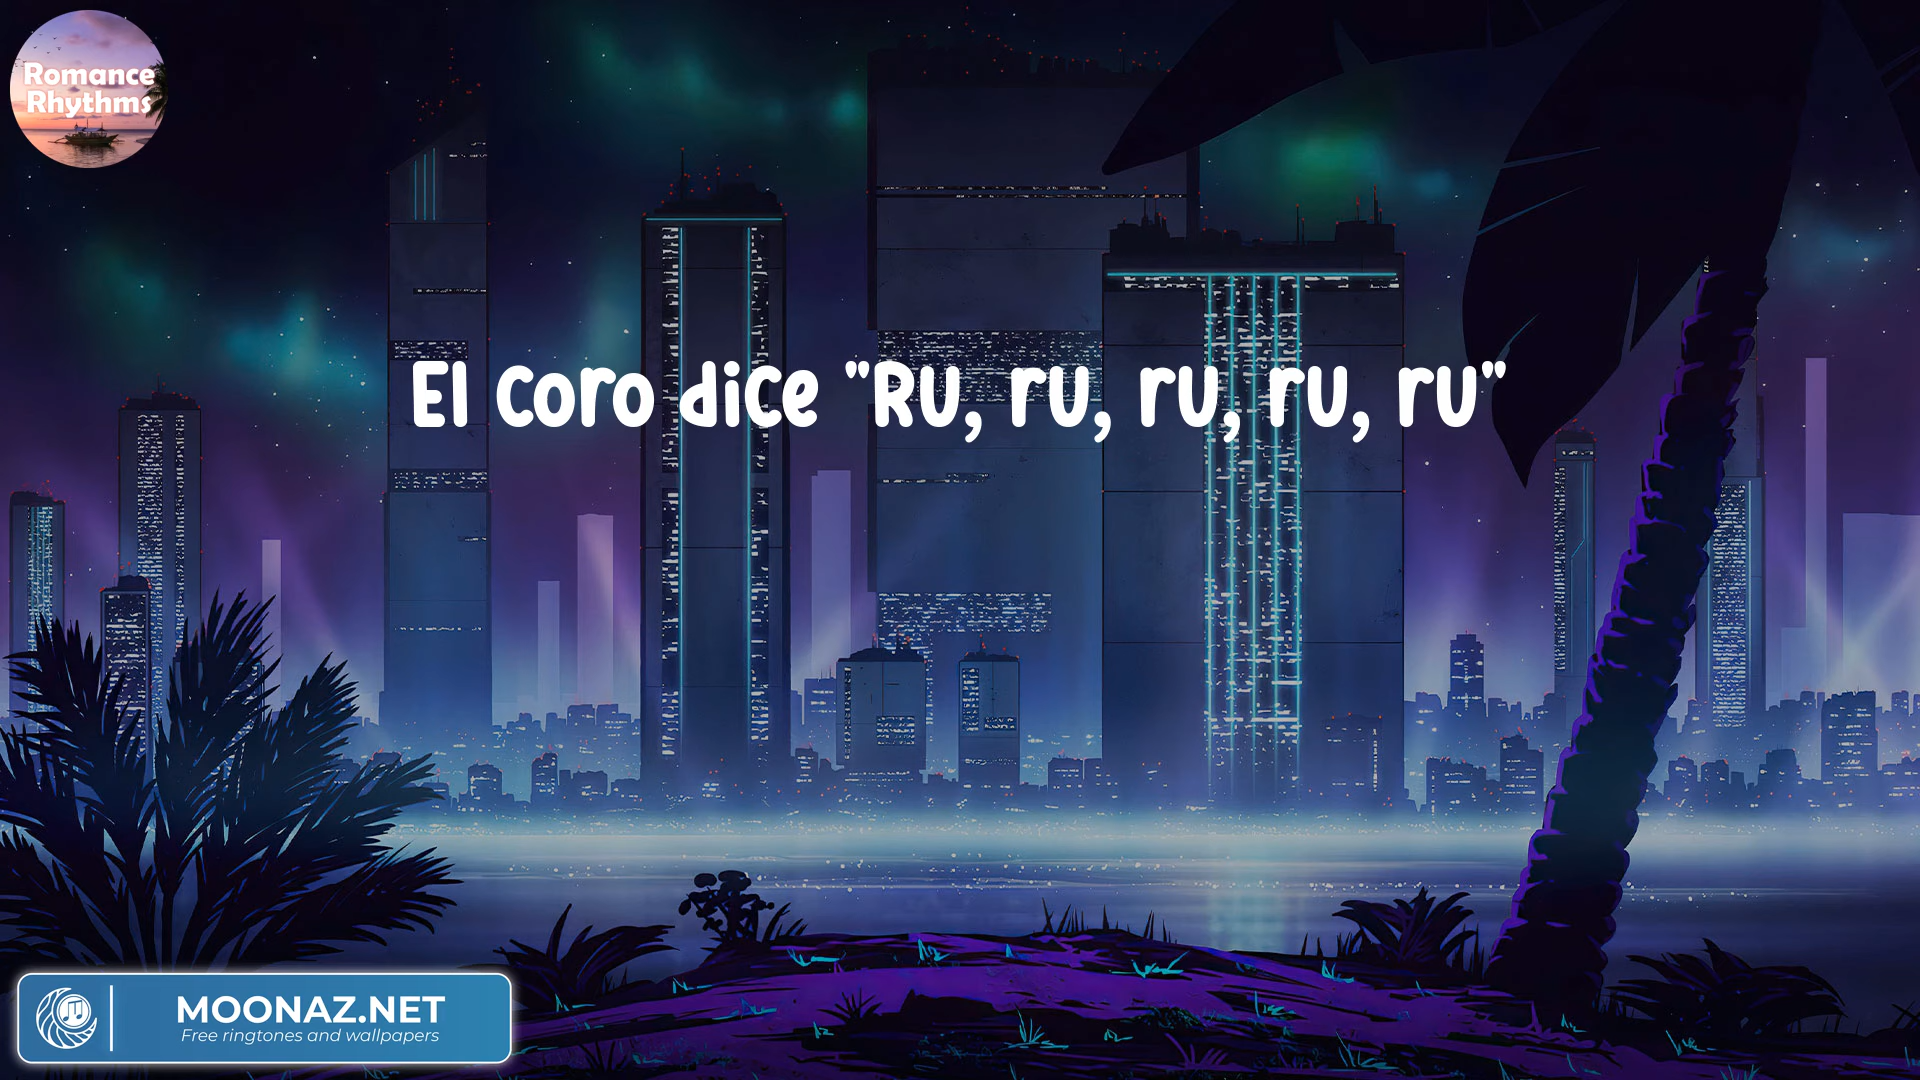 Romance
Rhythms
El coro dice "Ru, ru, ru, ru, ru"
MOONAZ.NET
Free ringtones and wallpapers